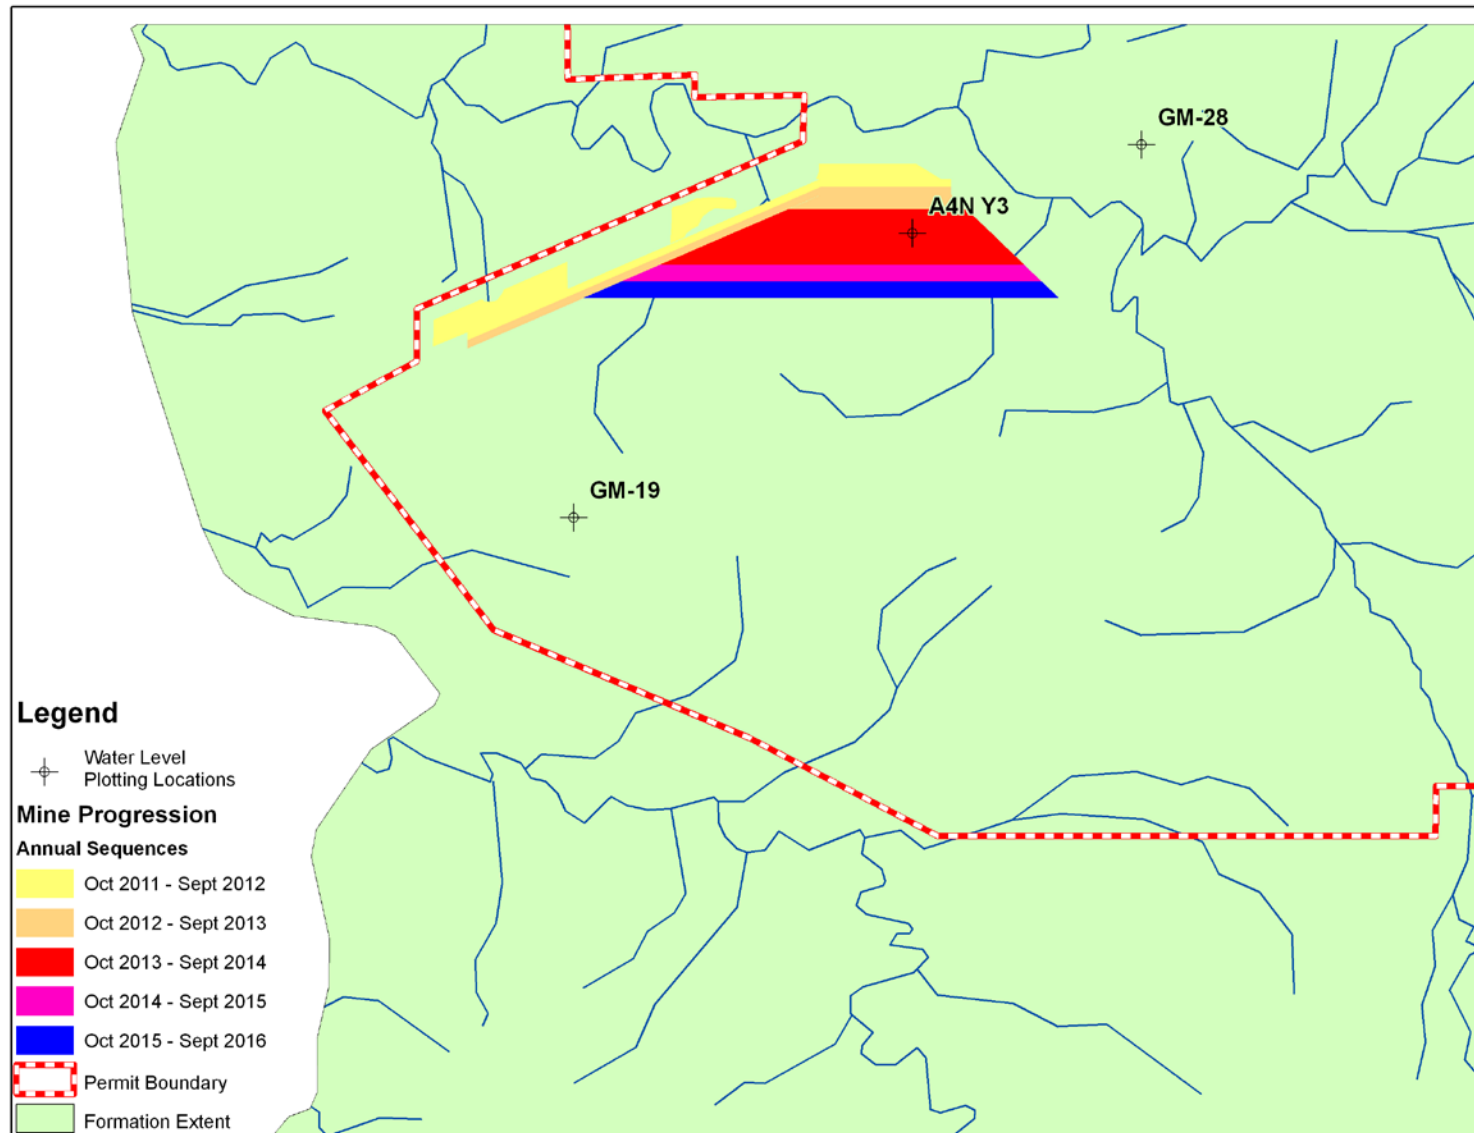 GM-28
A4N Y3
GM-19
Legend
Water Level
Plotting Locations
Mine Progression
Annual Sequences
Oct 2011 - Sept 2012
Oct 2012 - Sept 2013
Oct 2013 - Sept 2014
Oct 2014 - Sept 2015
Oct 2015 - Sept 2016
Permit Boundary
Formation Extent